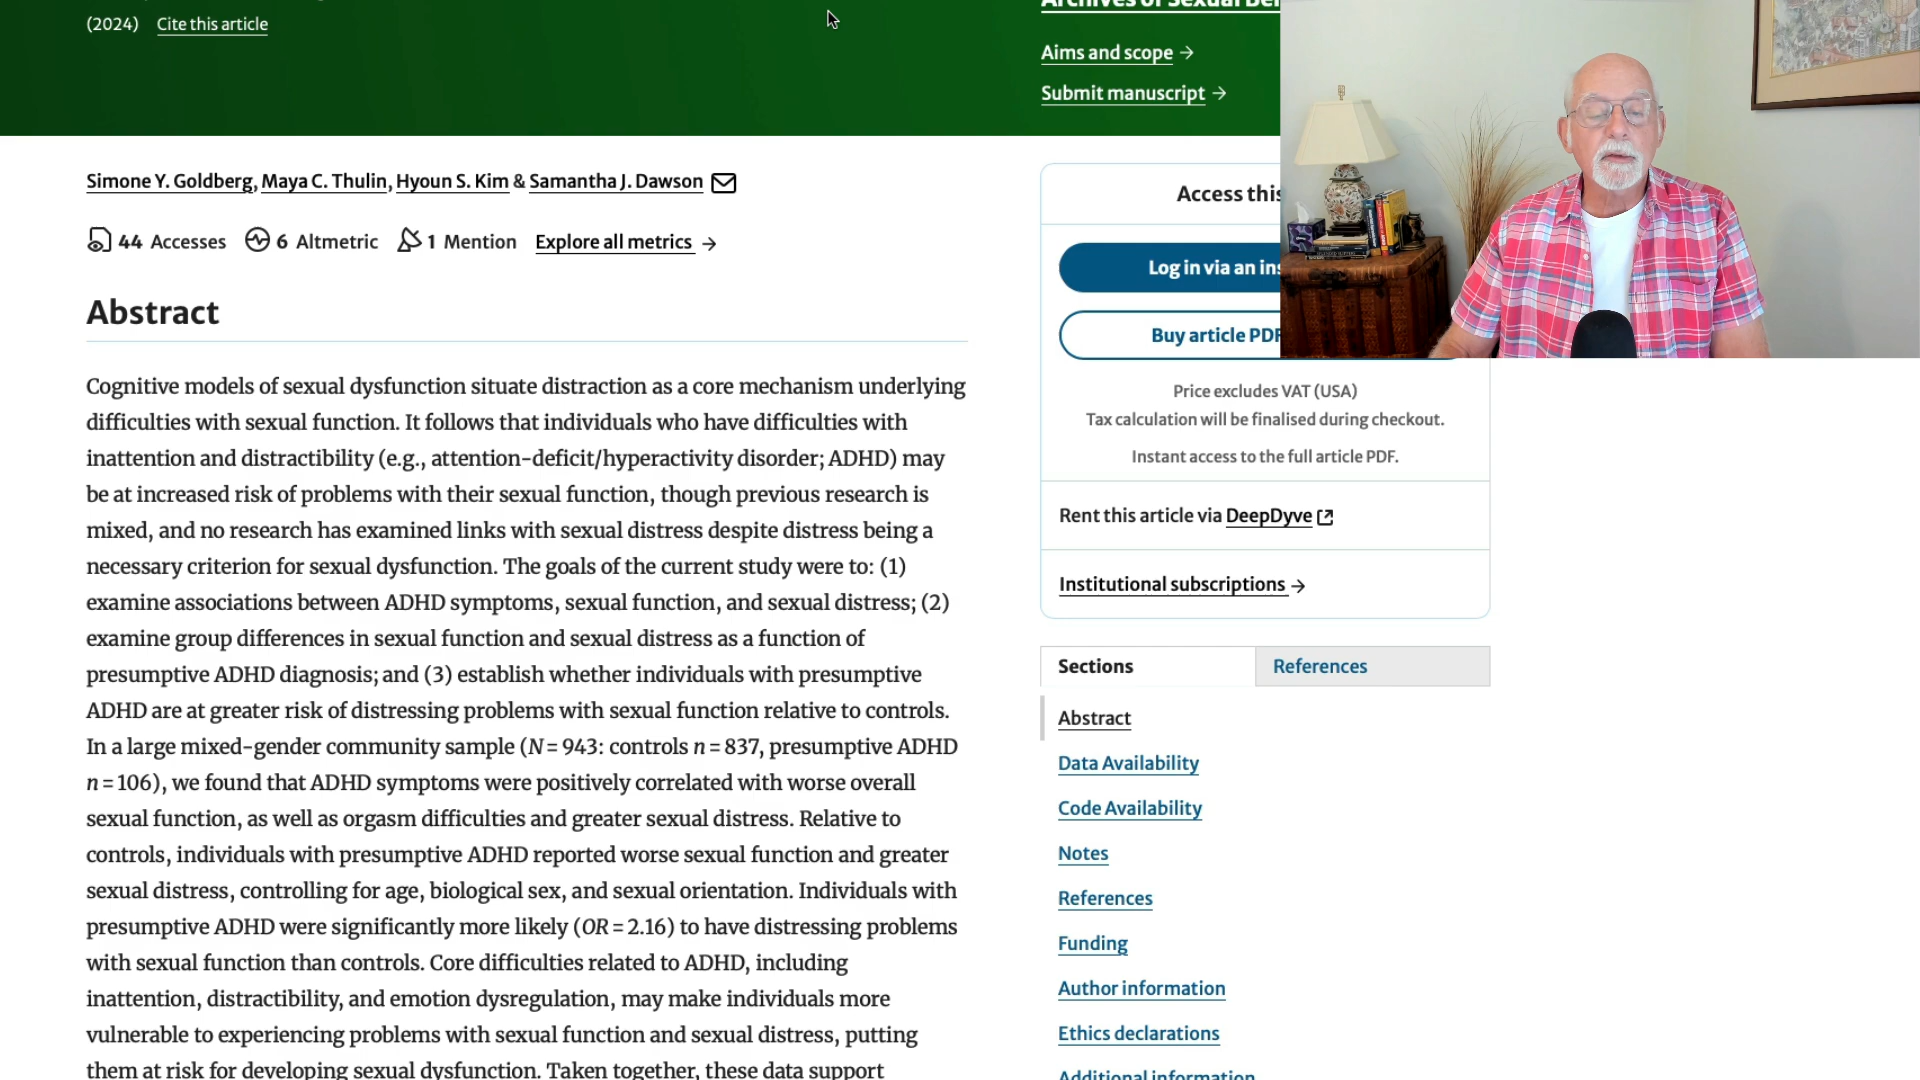 (2024) Cite this article
Archives of Sexual Be
Aims and scope →
Submit manuscript →
Simone Y. Goldberg, Maya C. Thulin, Hyoun S. Kim & Samantha J. Dawson
44 Accesses 6 Altmetric 1 Mention Explore all metrics →
Abstract
Cognitive models of sexual dysfunction situate distraction as a core mechanism underlying
difficulties with sexual function. It follows that individuals who have difficulties with
inattention and distractibility (e.g., attention-deficit/hyperactivity disorder; ADHD) may
be at increased risk of problems with their sexual function, though previous research is
mixed, and no research has examined links with sexual distress despite distress being a
necessary criterion for sexual dysfunction. The goals of the current study were to: (1)
examine associations between ADHD symptoms, sexual function, and sexual distress; (2)
examine group differences in sexual function and sexual distress as a function of
presumptive ADHD diagnosis; and (3) establish whether individuals with presumptive
ADHD are at greater risk of distressing problems with sexual function relative to controls.
In a large mixed-gender community sample (N = 943: controls n = 837, presumptive ADHD
n = 106), we found that ADHD symptoms were positively correlated with worse overall
sexual function, as well as orgasm difficulties and greater sexual distress. Relative to
controls, individuals with presumptive ADHD reported worse sexual function and greater
sexual distress, controlling for age, biological sex, and sexual orientation. Individuals with
presumptive ADHD were significantly more likely (OR = 2.16) to have distressing problems
with sexual function than controls. Core difficulties related to ADHD, including
inattention, distractibility, and emotion dysregulation, may make individuals more
vulnerable to experiencing problems with sexual function and sexual distress, putting
them at risk for developing sexual dysfunction. Taken together, these data support
Access this
Log in via an ins
Buy article PDF
Price excludes VAT (USA)
Tax calculation will be finalised during checkout.
Instant access to the full article PDF.
Rent this article via DeepDyve
Institutional subscriptions →
Sections References
Abstract
Data Availability
Code Availability
Notes
References
Funding
Author information
Ethics declarations
Additional information